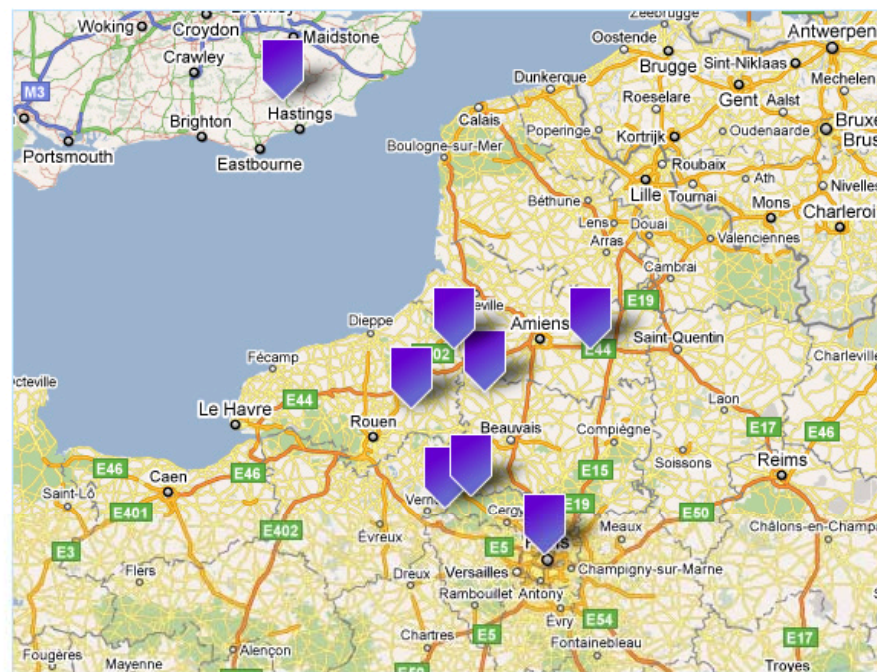 Woking
Croydon
Maidstone
Zeebrugge
Antwerpen
Oostende
Brugge
Sint-Niklaas
Crawley
Dunkerque
Mechelen
M3
Gent
Aalst
Roeselare
Calais
Hastings
Poperinge
Kortrijk
Oudenaarde
Brighton
Portsmouth
Eastbourne
Boulogne-sur-Mer
Roubaix
Ath
Nivelles
Lille
Tournai
Béthune
Mons
Charleroi
Lens
Douai
Arras
Valenciennes
Cambrai
E19
Dieppe
Amiens
Saint-Quentin
E44
Fécamp
Charleville
E44
Laon
Le Havre
Rouen
Beauvais
Compiègne
E17
E46
Soissons
Reims
E46
E46
E15
Caen
Saint-Lô
E401
E402
E19
E50
Châlons-en-Champa
Évreux
Meaux
E3
E5
Versailles
Champigny-sur-Marne
Flers
Dreux
Rambouillet
Antony
Évry
E54
Chartres
E5
E17
Alençon
Fontainebleau
Fougères
Mayenne
Troyes